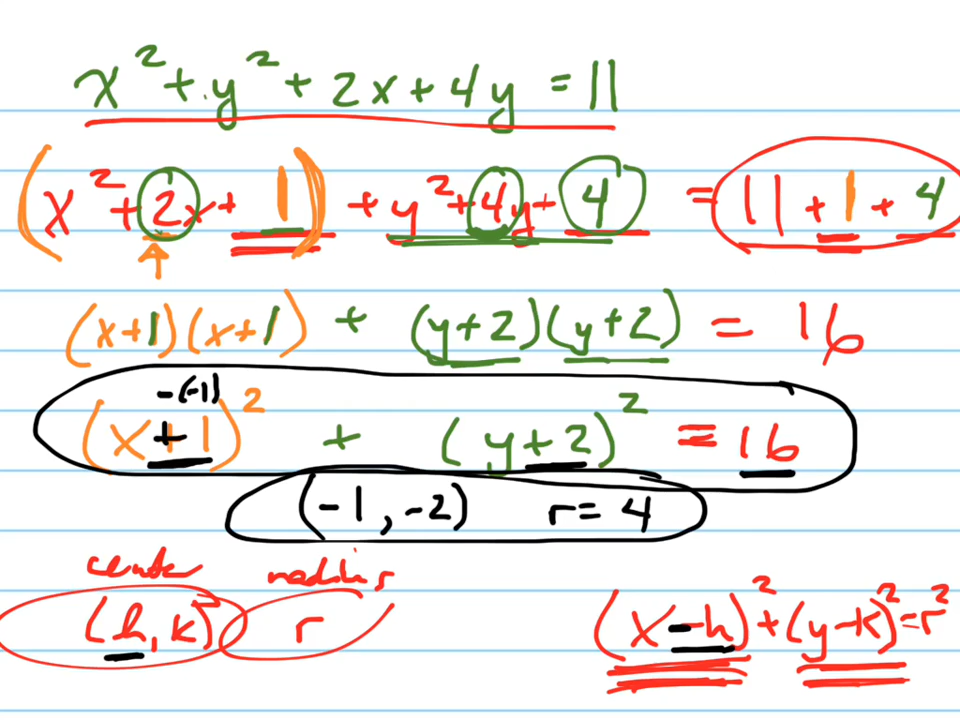 x² + y² + 2x + 4y = 11
(x² + 2x + 1) + y² + 4y + 4 = 11 + 1 + 4
(x+1)(x+1) + (y+2)(y+2) = 16
-(-1)
(x+1)² + (y+2)² = 16
(-1, -2) r = 4
center radius
(h, k) r (x-h)² + (y-k)² = r²